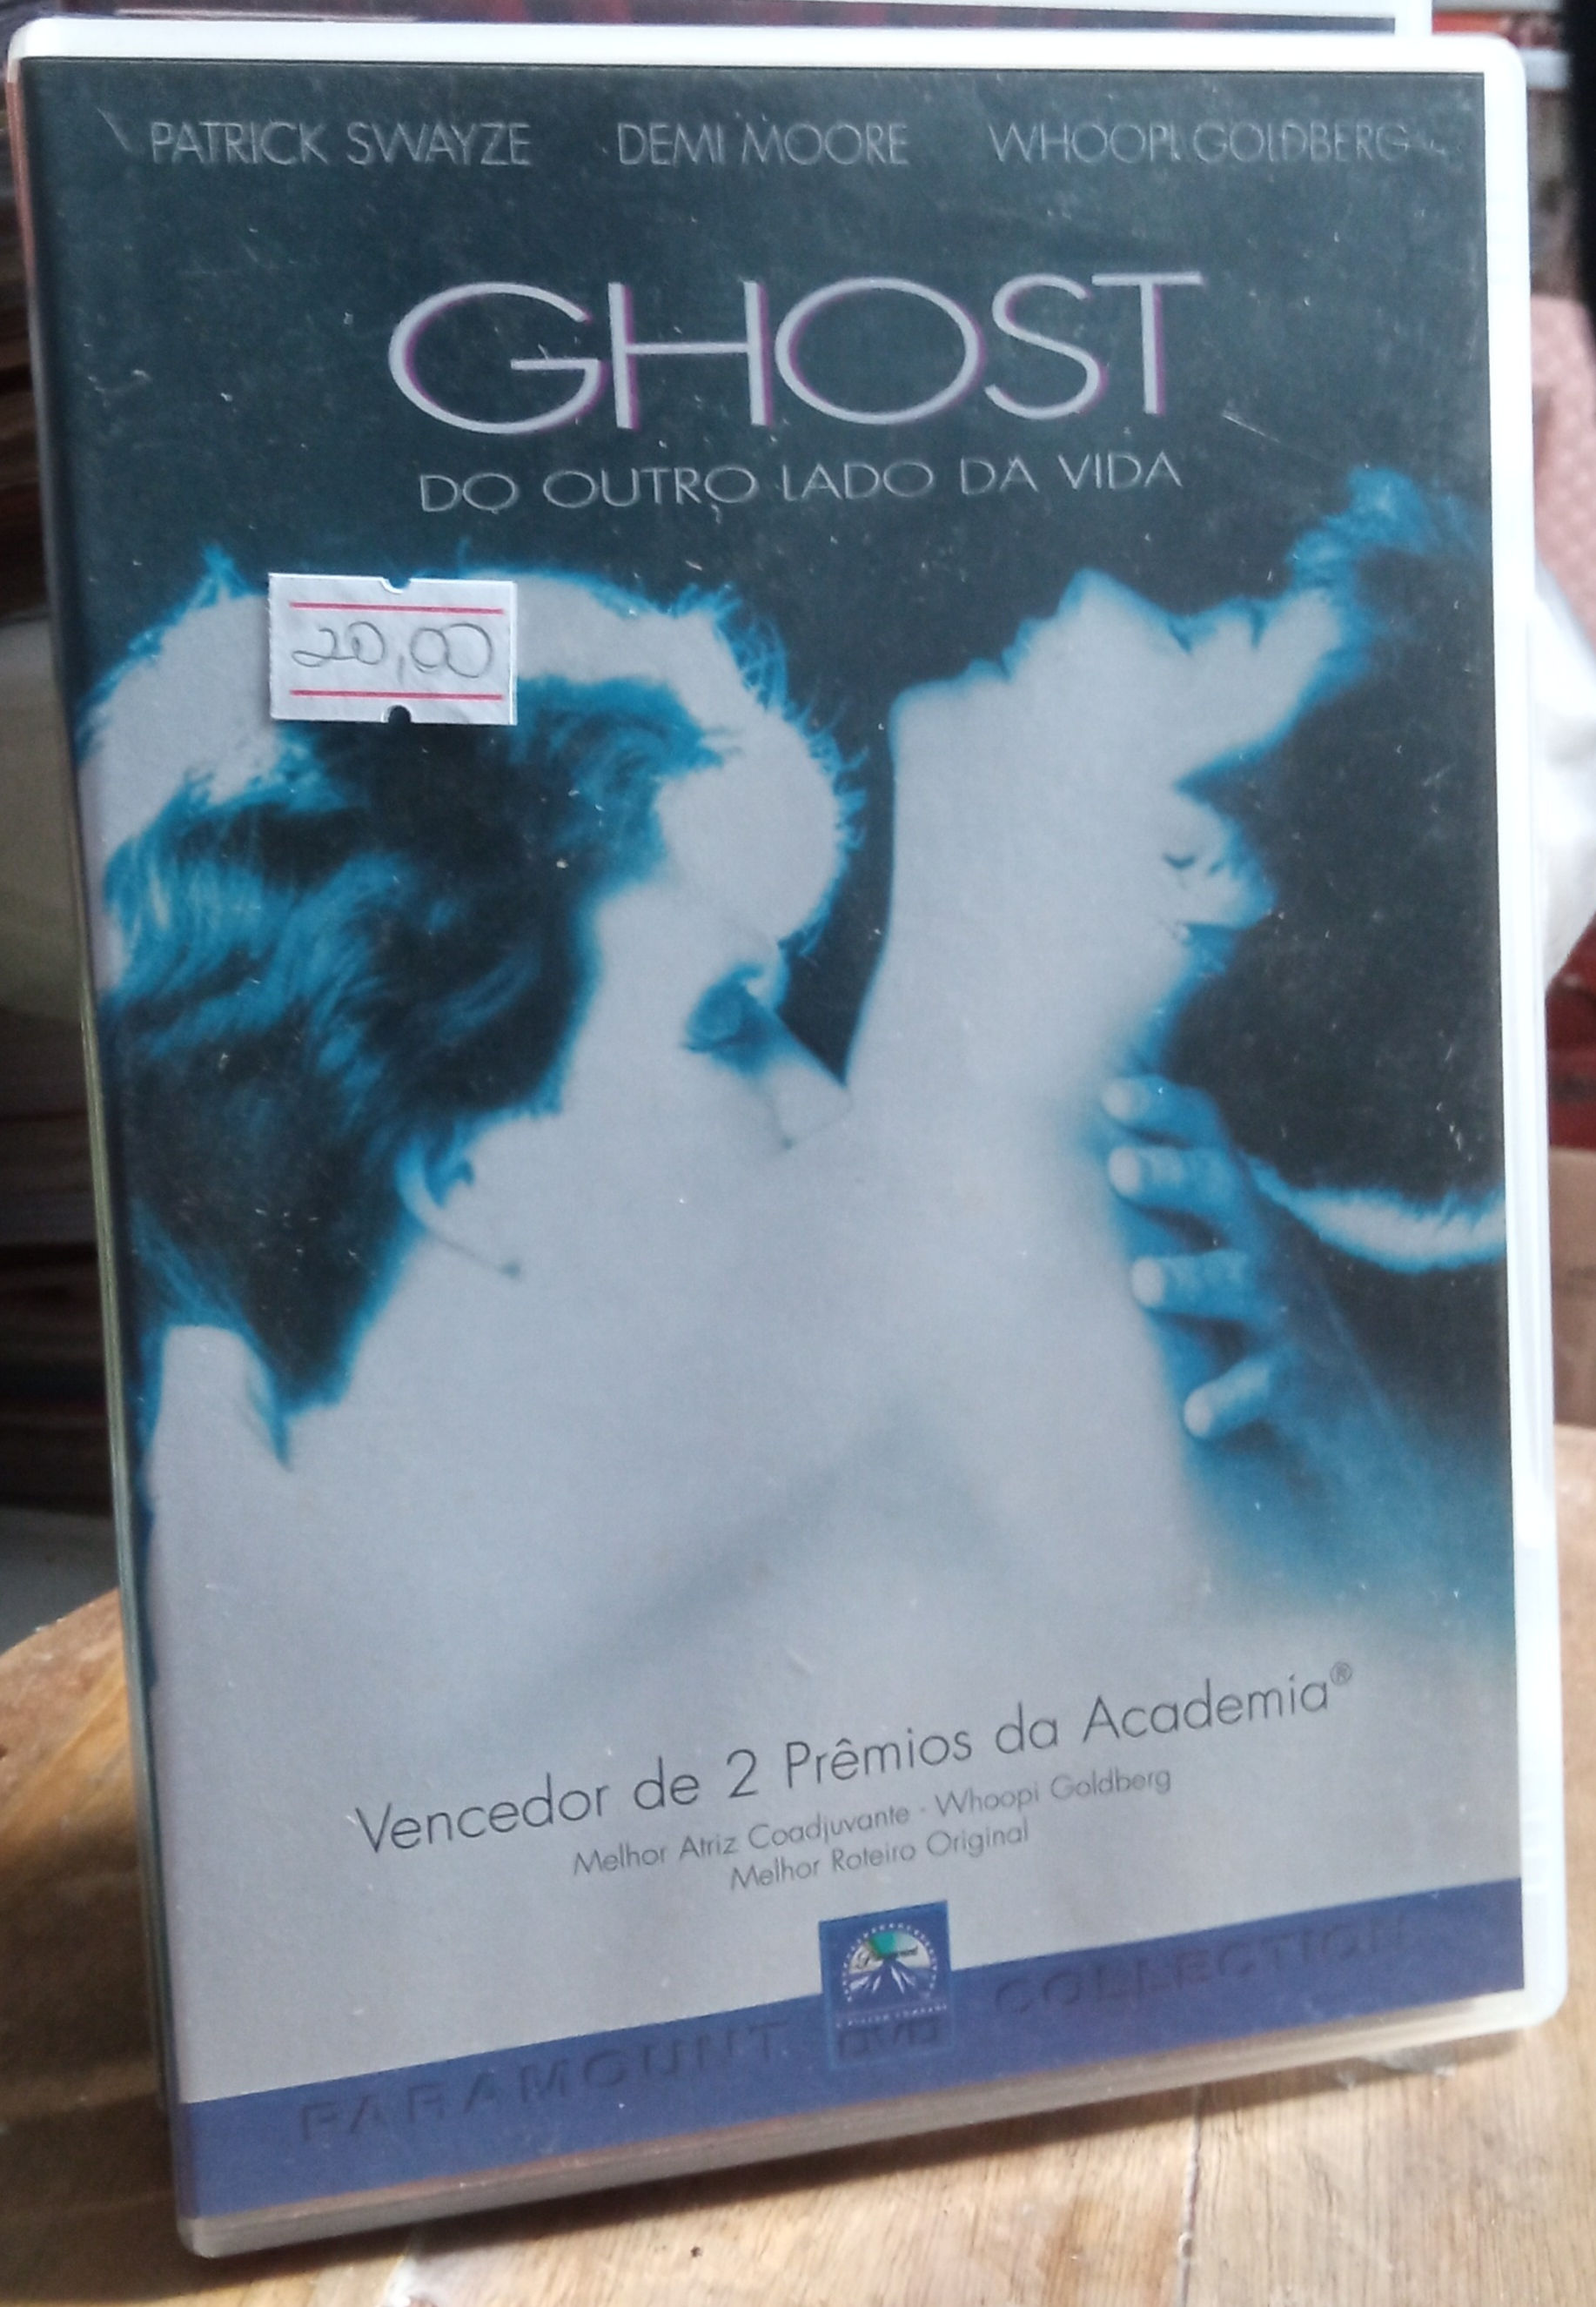 PATRICK SWAYZE DEMI MOORE WHOOPI GOLDBERG
GHOST
DO OUTRO LADO DA VIDA
20,00
Vencedor de 2 Prêmios da Academia®
Melhor Atriz Coadjuvante · Whoopi Goldberg
Melhor Roteiro Original
Paramount
PARAMOUNT DVD COLLECTION